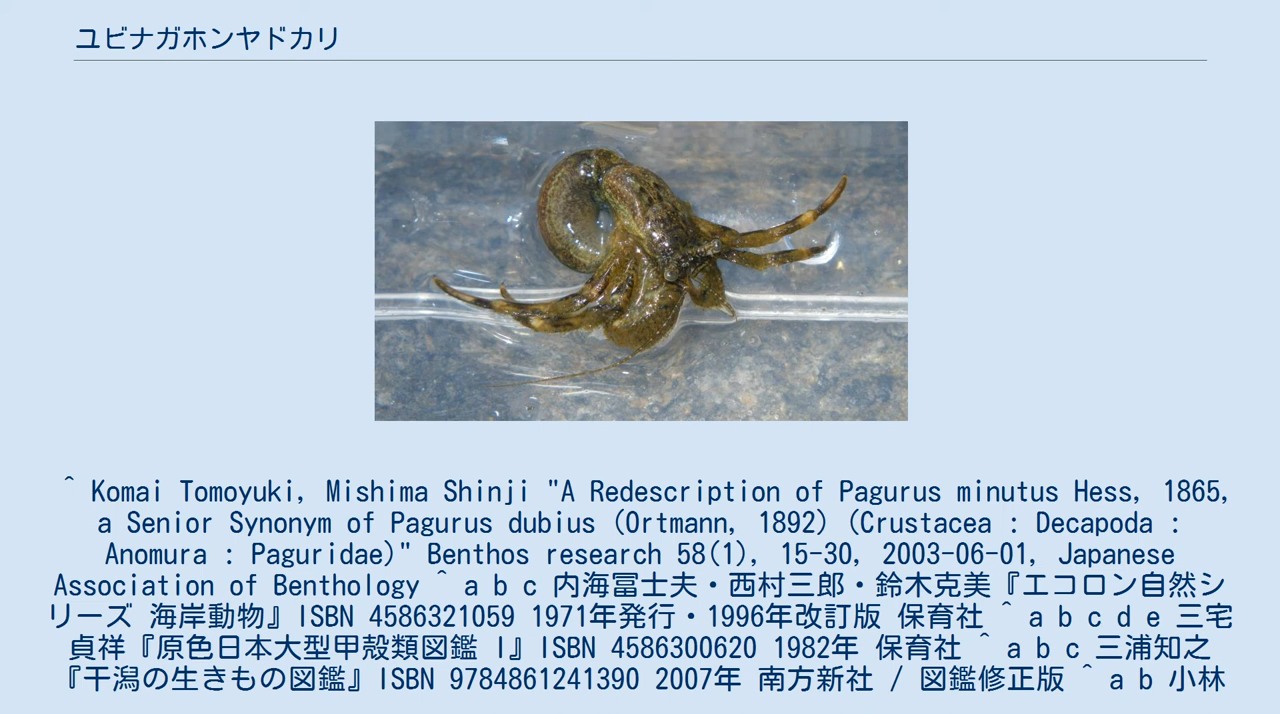 ユビナガホンヤドカリ
^ Komai Tomoyuki, Mishima Shinji "A Redescription of Pagurus minutus Hess, 1865,
a Senior Synonym of Pagurus dubius (Ortmann, 1892) (Crustacea : Decapoda :
Anomura : Paguridae)" Benthos research 58(1), 15-30, 2003-06-01, Japanese
Association of Benthology ^ a b c 内海冨士夫・西村三郎・鈴木克美『エコロン自然シ
リーズ 海岸動物』ISBN 4586321059 1971年発行・1996年改訂版 保育社 ^ a b c d e 三宅
貞祥『原色日本大型甲殻類図鑑 I』ISBN 4586300620 1982年 保育社 ^ a b c 三浦知之
『干潟の生きもの図鑑』ISBN 9784861241390 2007年 南方新社 / 図鑑修正版 ^ a b 小林